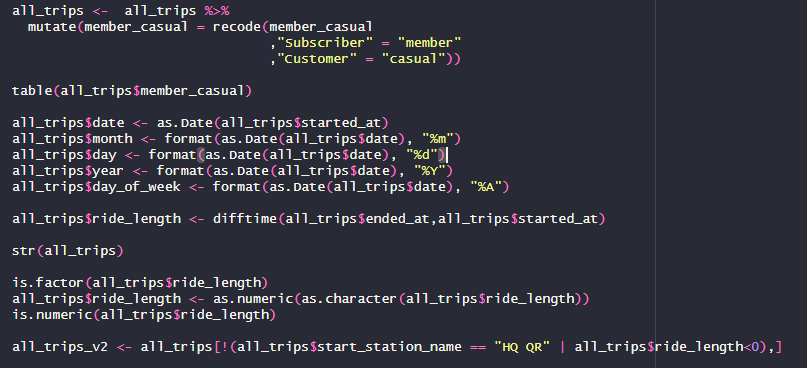 all_trips <-  all_trips %>%
  mutate(member_casual = recode(member_casual
                                ,"Subscriber" = "member"
                                ,"Customer" = "casual"))
table(all_trips$member_casual)
all_trips$date <- as.Date(all_trips$started_at)
all_trips$month <- format(as.Date(all_trips$date), "%m")
all_trips$day <- format(as.Date(all_trips$date), "%d")
all_trips$year <- format(as.Date(all_trips$date), "%Y")
all_trips$day_of_week <- format(as.Date(all_trips$date), "%A")
all_trips$ride_length <- difftime(all_trips$ended_at,all_trips$started_at)
str(all_trips)
is.factor(all_trips$ride_length)
all_trips$ride_length <- as.numeric(as.character(all_trips$ride_length))
is.numeric(all_trips$ride_length)
all_trips_v2 <- all_trips[!(all_trips$start_station_name == "HQ QR" | all_trips$ride_length<0),]